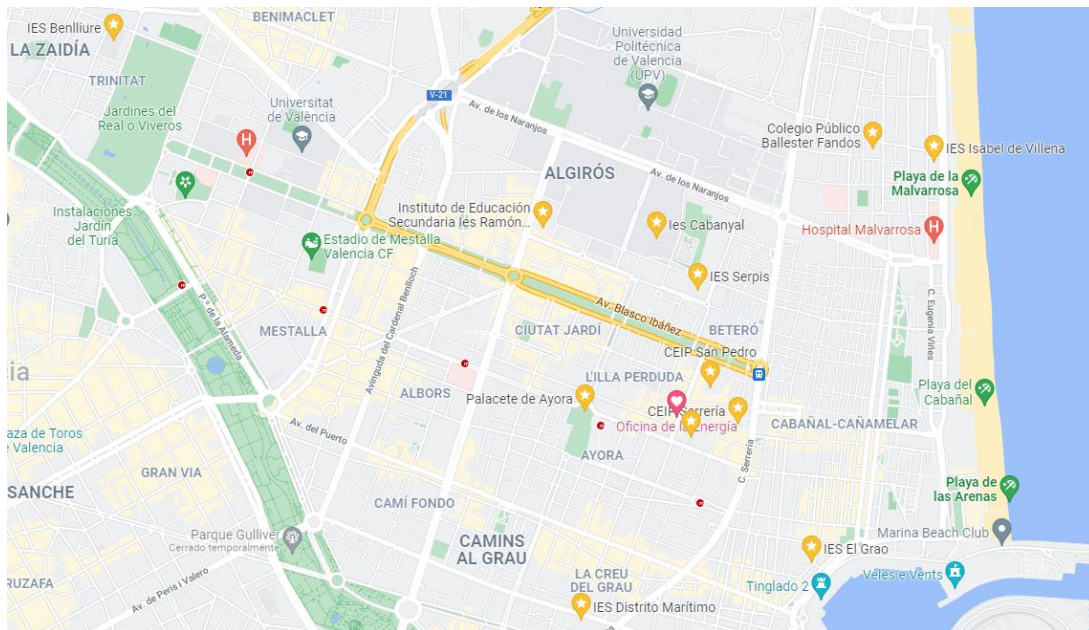 BENIMACLET
IES Benlliure
LA ZAIDÍA
TRINITAT
Universidad
Politécnica
de Valencia
(UPV)
V-21
Jardines del
Real o Viveros
Universitat
de València
Av. de los Naranjos
Colegio Público
Ballester Fandos
IES Isabel de Villena
H
ALGIRÓS
Av. de los Naranjos
Playa de la
Malvarrosa
Instalaciones
Jardin
del Turia
Instituto de Educación
Secundaria Ies Ramón...
Ies Cabanyal
Hospital Malvarrosa
H
Estadio de Mestalla
Valencia CF
IES Serpis
P.º de la Alameda
MESTALLA
Avinguda del Cardenal Benlloch
Av. Blasco Ibáñez
CIUTAT JARDÍ
BETERÓ
C. Eugenia Viñes
CEIP San Pedro
ia
L'ILLA PERDUDA
ALBORS
Palacete de Ayora
Playa del
Cabañal
CEIP Serrería
Oficina de la Energía
CABAÑAL-CAÑAMELAR
Av. del Puerto
aza de Toros
e Valencia
AYORA
C. Serrería
GRAN VIA
SANCHE
CAMÍ FONDO
Playa de
las Arenas
Parque Gulliver
Cerrado temporalmente
CAMINS
AL GRAU
Marina Beach Club
IES El Grao
RUZAFA
Av. de Peris i Valero
LA CREU
DEL GRAU
Tinglado 2
Veles e Vents
IES Distrito Marítimo